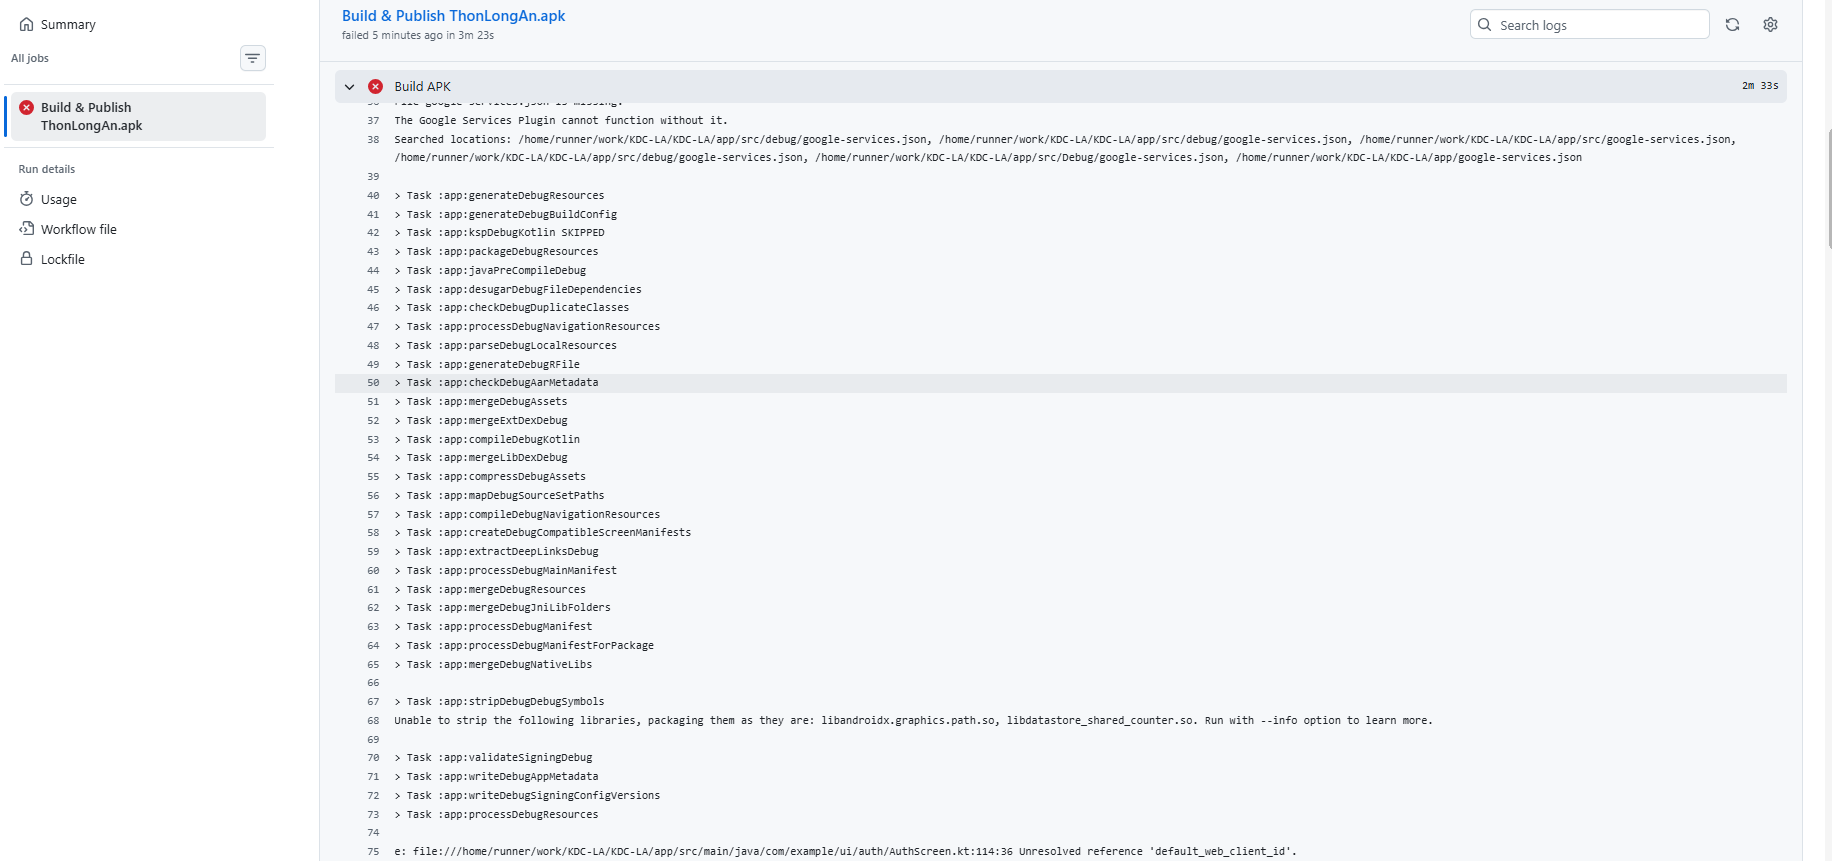 Summary
All jobs
Build & Publish
ThonLongAn.apk
Run details
Usage
Workflow file
Lockfile
Build & Publish ThonLongAn.apk
failed 5 minutes ago in 3m 23s
Search logs
Build APK
2m 33s
36 File google-services.json is missing.
37 The Google Services Plugin cannot function without it.
38 Searched locations: /home/runner/work/KDC-LA/KDC-LA/app/src/debug/google-services.json, /home/runner/work/KDC-LA/KDC-LA/app/src/debug/google-services.json, /home/runner/work/KDC-LA/KDC-LA/app/src/google-services.json,
/home/runner/work/KDC-LA/KDC-LA/app/src/debug/google-services.json, /home/runner/work/KDC-LA/KDC-LA/app/src/Debug/google-services.json, /home/runner/work/KDC-LA/KDC-LA/app/google-services.json
39
40 > Task :app:generateDebugResources
41 > Task :app:generateDebugBuildConfig
42 > Task :app:kspDebugKotlin SKIPPED
43 > Task :app:packageDebugResources
44 > Task :app:javaPreCompileDebug
45 > Task :app:desugarDebugFileDependencies
46 > Task :app:checkDebugDuplicateClasses
47 > Task :app:processDebugNavigationResources
48 > Task :app:parseDebugLocalResources
49 > Task :app:generateDebugRFile
50 > Task :app:checkDebugAarMetadata
51 > Task :app:mergeDebugAssets
52 > Task :app:mergeExtDexDebug
53 > Task :app:compileDebugKotlin
54 > Task :app:mergeLibDexDebug
55 > Task :app:compressDebugAssets
56 > Task :app:mapDebugSourceSetPaths
57 > Task :app:compileDebugNavigationResources
58 > Task :app:createDebugCompatibleScreenManifests
59 > Task :app:extractDeepLinksDebug
60 > Task :app:processDebugMainManifest
61 > Task :app:mergeDebugResources
62 > Task :app:mergeDebugJniLibFolders
63 > Task :app:processDebugManifest
64 > Task :app:processDebugManifestForPackage
65 > Task :app:mergeDebugNativeLibs
66
67 > Task :app:stripDebugDebugSymbols
68 Unable to strip the following libraries, packaging them as they are: libandroidx.graphics.path.so, libdatastore_shared_counter.so. Run with --info option to learn more.
69
70 > Task :app:validateSigningDebug
71 > Task :app:writeDebugAppMetadata
72 > Task :app:writeDebugSigningConfigVersions
73 > Task :app:processDebugResources
74
75 e: file:///home/runner/work/KDC-LA/KDC-LA/app/src/main/java/com/example/ui/auth/AuthScreen.kt:114:36 Unresolved reference 'default_web_client_id'.